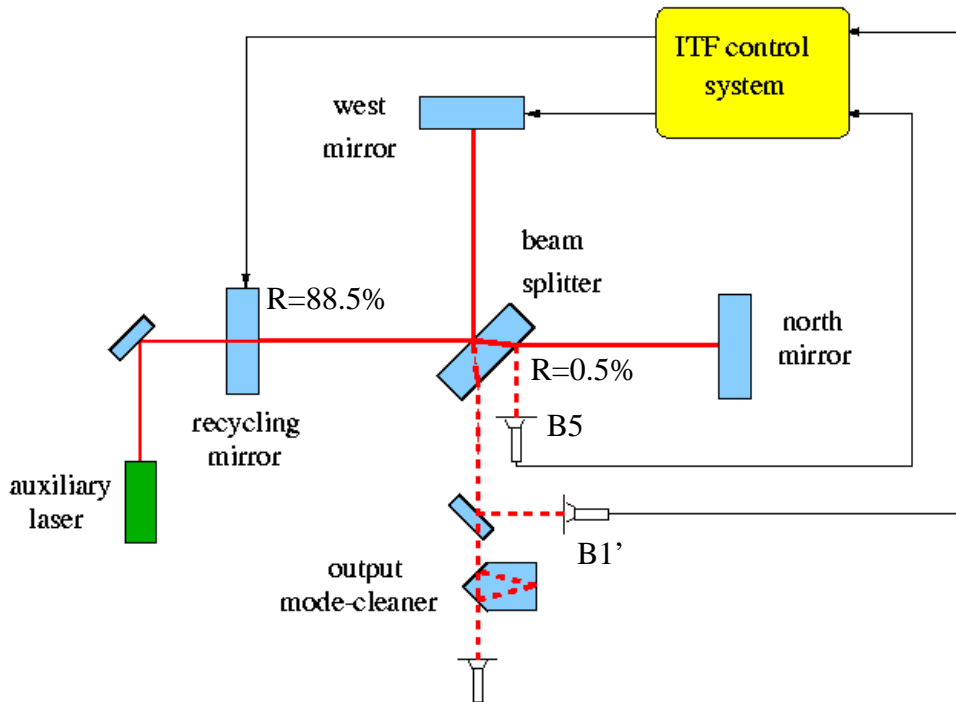 ITF control
system
west
mirror
beam
splitter
R=88.5%
north
mirror
R=0.5%
recycling
mirror
B5
auxiliary
laser
B1’
output
mode-cleaner